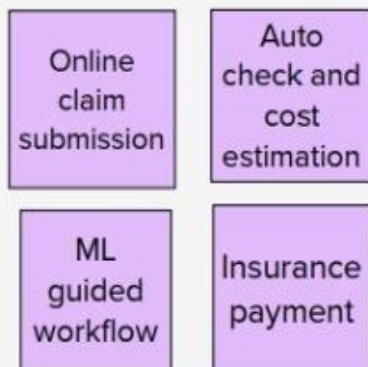 Online
claim
submission
Auto
check and
cost
estimation
ML
guided
workflow
Insurance
payment